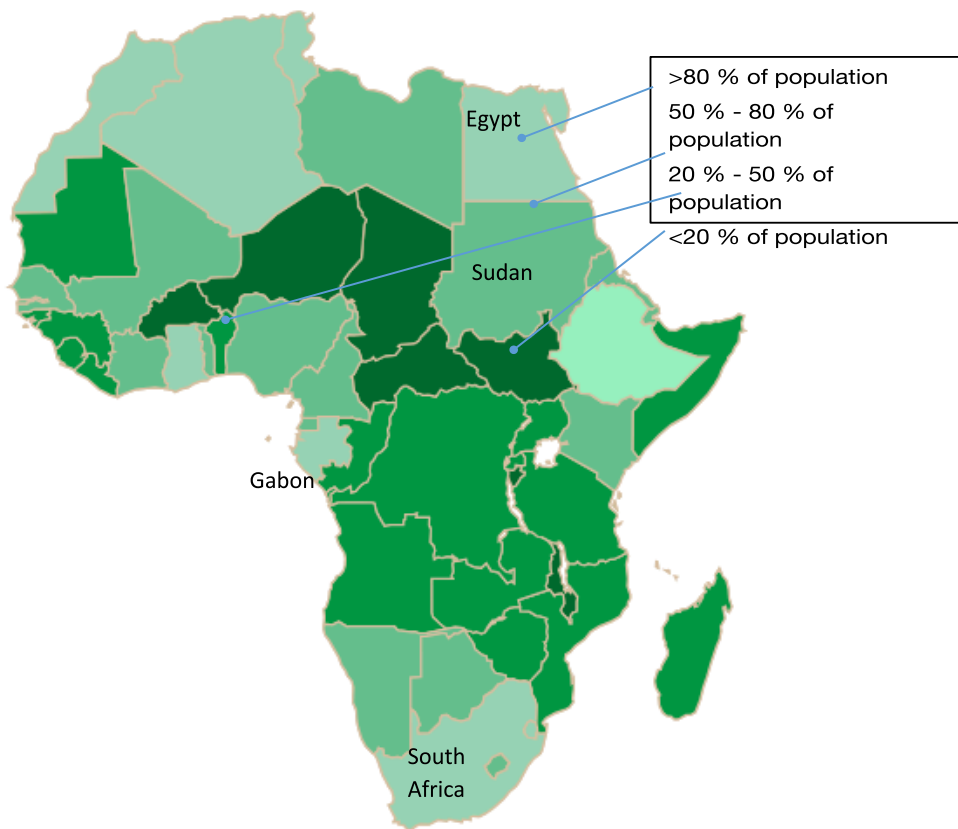 >80 % of population
50 % - 80 % of
population
20 % - 50 % of
population
<20 % of population
Egypt
Sudan
Gabon
South
Africa